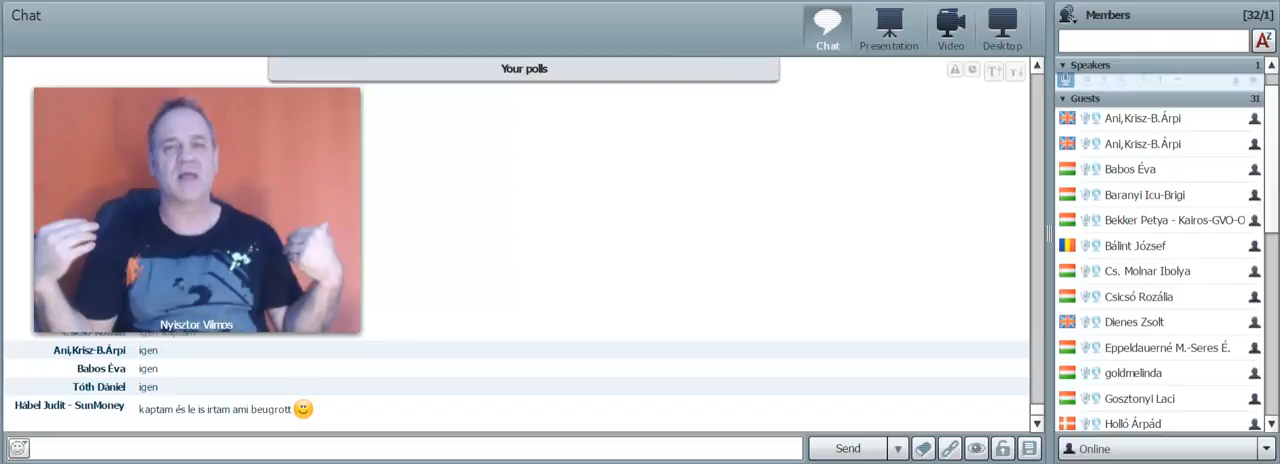 Chat
Chat
Presentation
Video
Desktop
Members
[32/1]
Your polls
Speakers
1
Guests
31
Ani,Krisz-B.Árpi
Ani,Krisz-B.Árpi
Babos Éva
Baranyi Icu-Brigi
Bekker Petya - Kairos-GVO-O
Bálint József
Cs. Molnar Ibolya
Csicsó Rozália
Dienes Zsolt
Eppeldauerné M.-Seres É.
goldmelinda
Gosztonyi Laci
Holló Árpád
Nyisztor Vilmos
Ani,Krisz-B.Árpi igen
Babos Éva igen
Tóth Dániel igen
Hábel Judit - SunMoney kaptam és le is irtam ami beugrott
Send
Online